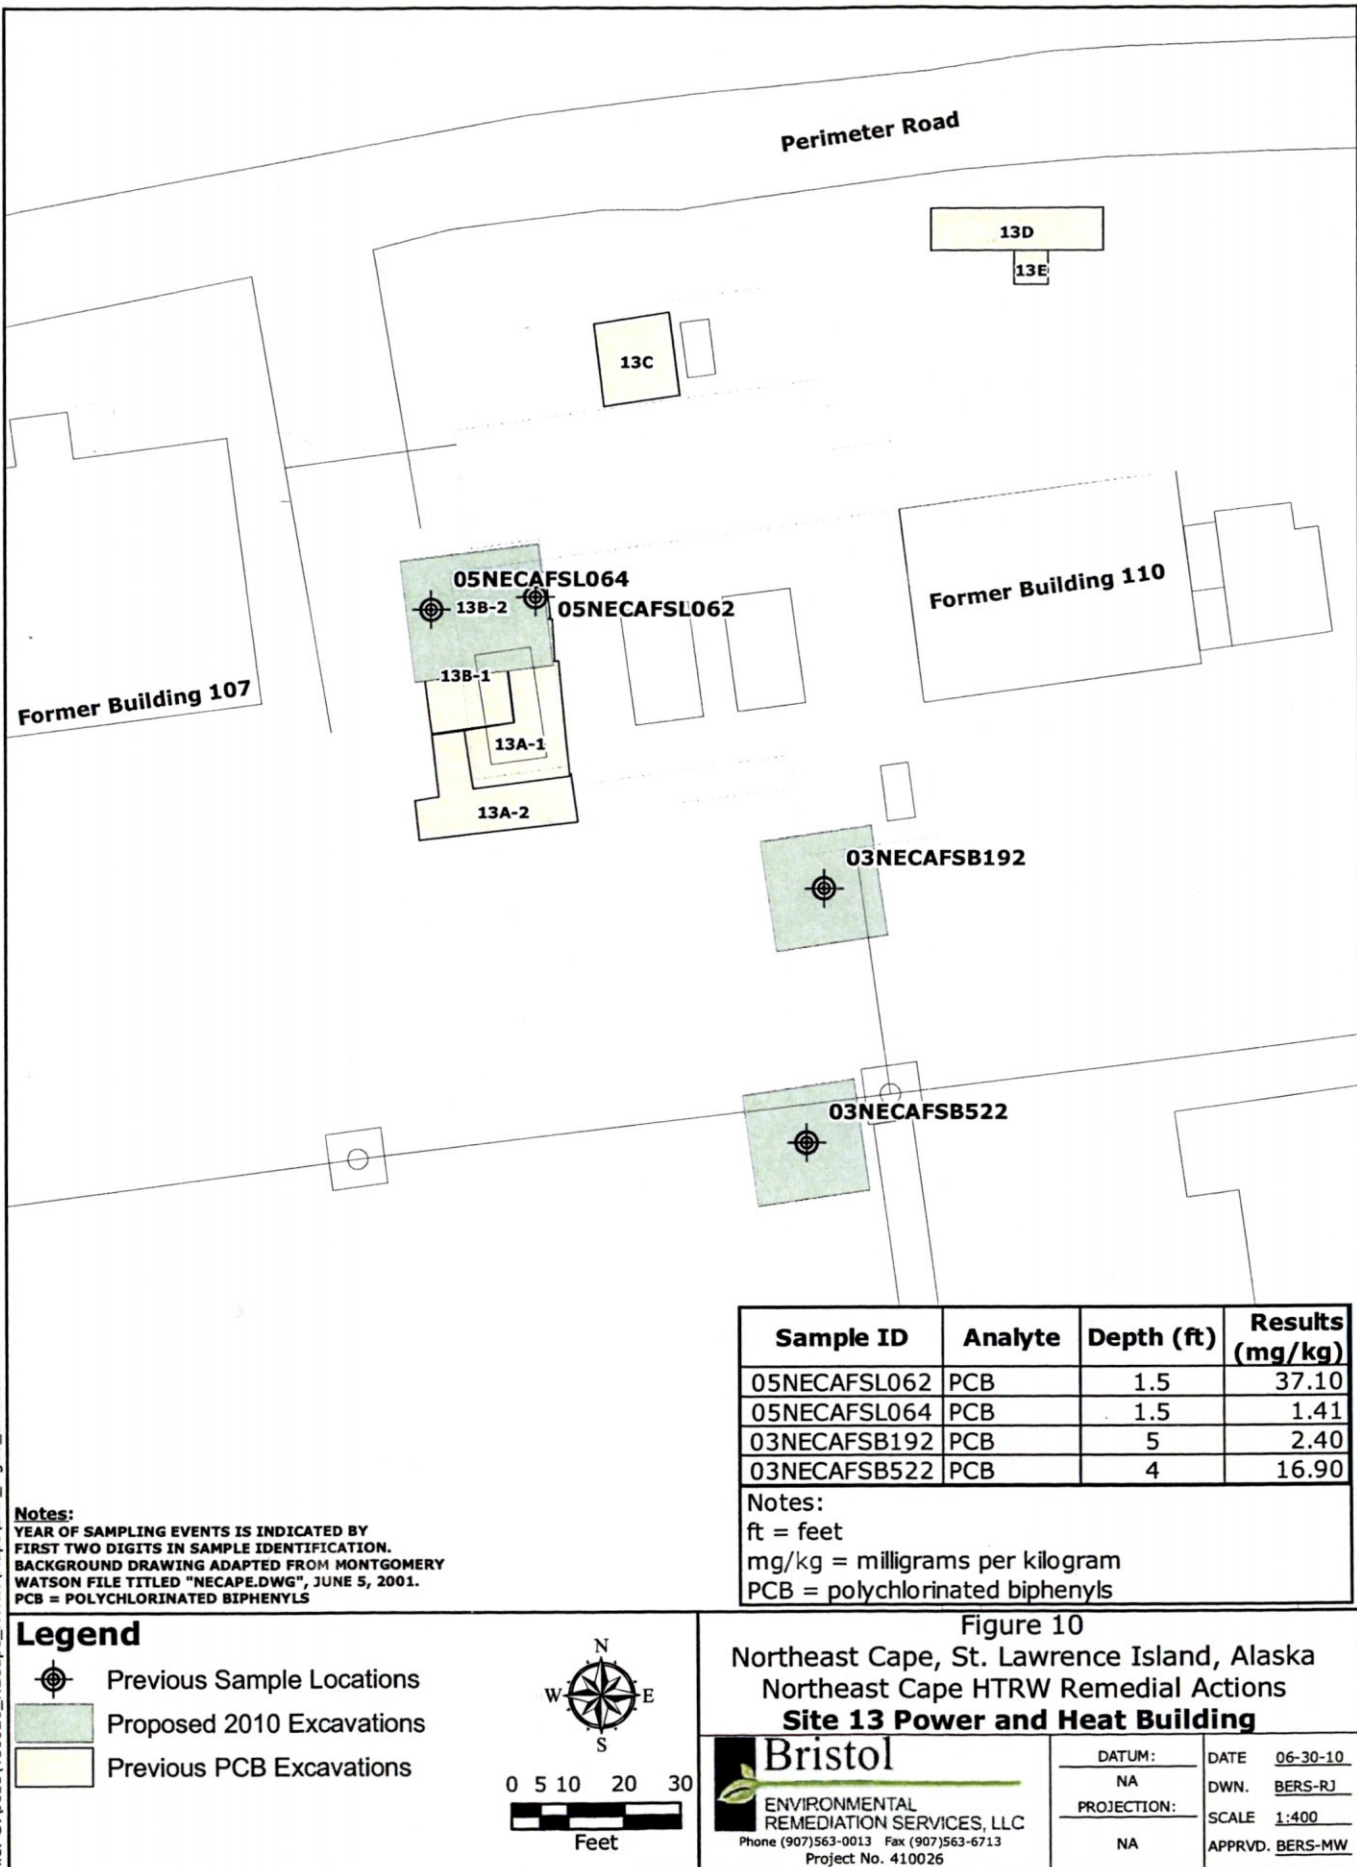 Perimeter Road
13D
13E
13C
05NECAFSL064
13B-2
05NECAFSL062
Former Building 110
13B-1
Former Building 107
13A-1
13A-2
03NECAFSB192
03NECAFSB522
Sample ID Analyte Depth (ft) Results (mg/kg)
05NECAFSL062 PCB 1.5 37.10
05NECAFSL064 PCB 1.5 1.41
03NECAFSB192 PCB 5 2.40
03NECAFSB522 PCB 4 16.90
Notes:
ft = feet
mg/kg = milligrams per kilogram
PCB = polychlorinated biphenyls
Notes:
YEAR OF SAMPLING EVENTS IS INDICATED BY
FIRST TWO DIGITS IN SAMPLE IDENTIFICATION.
BACKGROUND DRAWING ADAPTED FROM MONTGOMERY
WATSON FILE TITLED "NECAPE.DWG", JUNE 5, 2001.
PCB = POLYCHLORINATED BIPHENYLS
Legend
Previous Sample Locations
Proposed 2010 Excavations
Previous PCB Excavations
N
W E
S
0 5 10 20 30
Feet
Figure 10
Northeast Cape, St. Lawrence Island, Alaska
Northeast Cape HTRW Remedial Actions
Site 13 Power and Heat Building
Bristol
ENVIRONMENTAL
REMEDIATION SERVICES, LLC
Phone (907)563-0013 Fax (907)563-6713
Project No. 410026
DATUM:
NA
PROJECTION:
NA
DATE 06-30-10
DWN. BERS-RJ
SCALE 1:400
APPRVD. BERS-MW